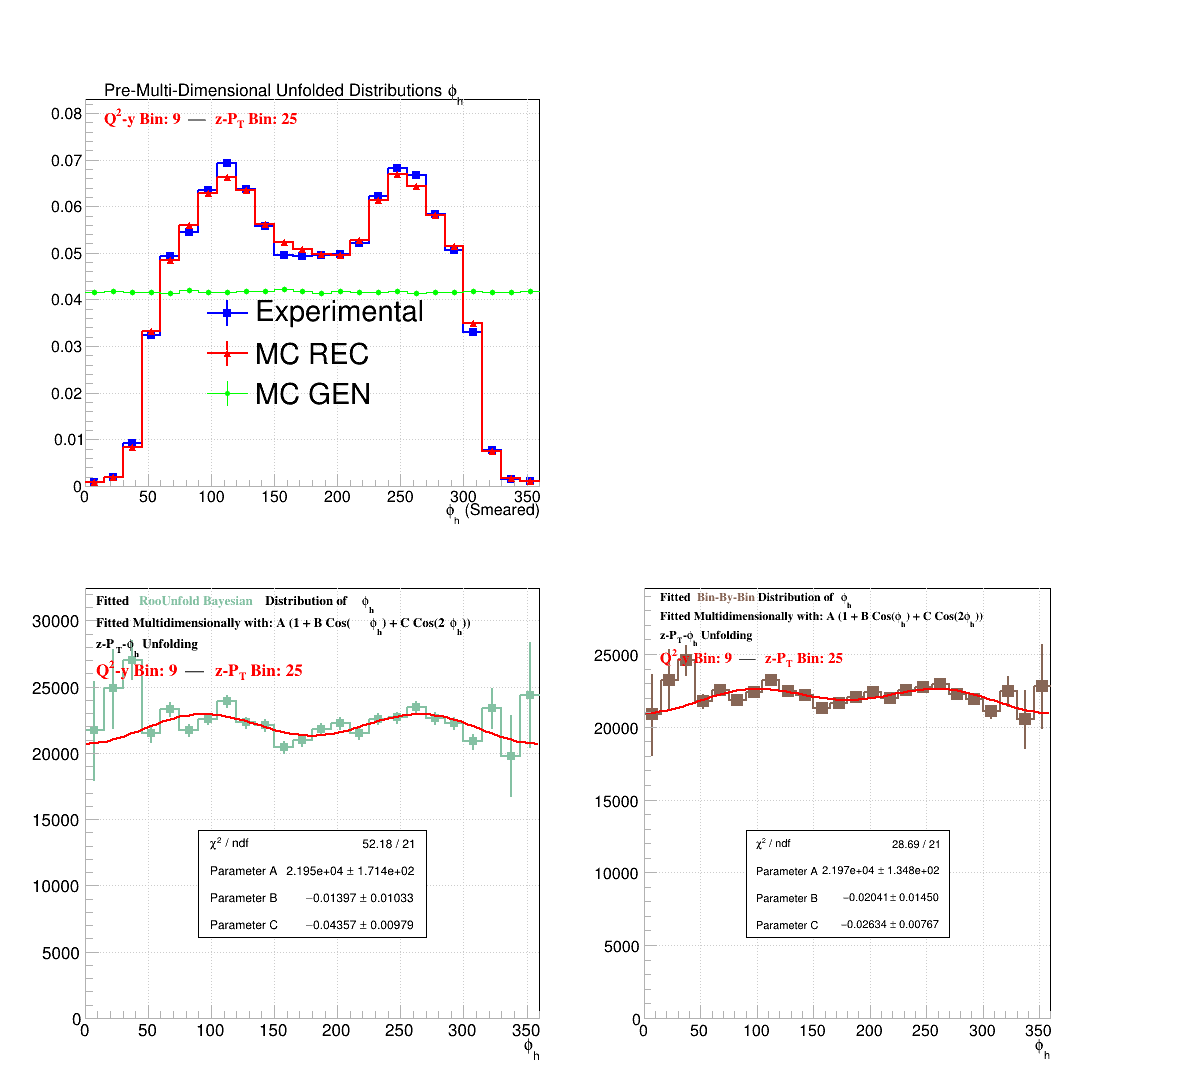 Pre-Multi-Dimensional Unfolded Distributions ϕh
Q²-y Bin: 9 — z-PT Bin: 25
0.08
0.07
0.06
0.05
0.04
0.03
0.02
0.01
0
Experimental
MC REC
MC GEN
0 50 100 150 200 250 300 350
ϕh (Smeared)
Fitted RooUnfold Bayesian Distribution of ϕh
Fitted Multidimensionally with: A (1 + B Cos( ϕh) + C Cos(2 ϕh))
z-PT-ϕh Unfolding
Q²-y Bin: 9 — z-PT Bin: 25
30000
25000
20000
15000
10000
5000
0
χ² / ndf 52.18 / 21
Parameter A 2.195e+04 ± 1.714e+02
Parameter B −0.01397 ± 0.01033
Parameter C −0.04357 ± 0.00979
0 50 100 150 200 250 300 350
ϕh
Fitted Bin-By-Bin Distribution of ϕh
Fitted Multidimensionally with: A (1 + B Cos(ϕh) + C Cos(2ϕh))
z-PT-ϕh Unfolding
Q²-y Bin: 9 — z-PT Bin: 25
25000
20000
15000
10000
5000
0
χ² / ndf 28.69 / 21
Parameter A 2.197e+04 ± 1.348e+02
Parameter B −0.02041 ± 0.01450
Parameter C −0.02634 ± 0.00767
0 50 100 150 200 250 300 350
ϕh